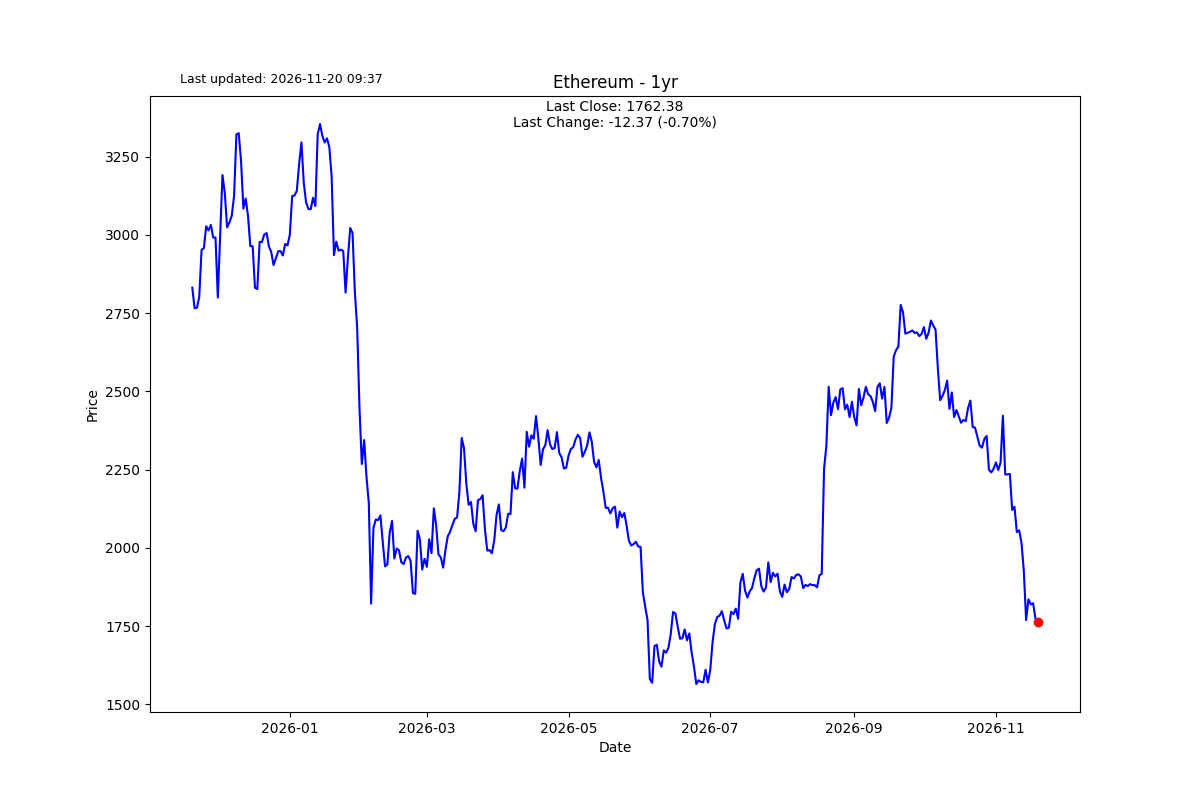 Last updated: 2026-11-20 09:37
Ethereum - 1yr
Last Close: 1762.38
Last Change: -12.37 (-0.70%)
Price
3250
3000
2750
2500
2250
2000
1750
1500
2026-01
2026-03
2026-05
2026-07
2026-09
2026-11
Date